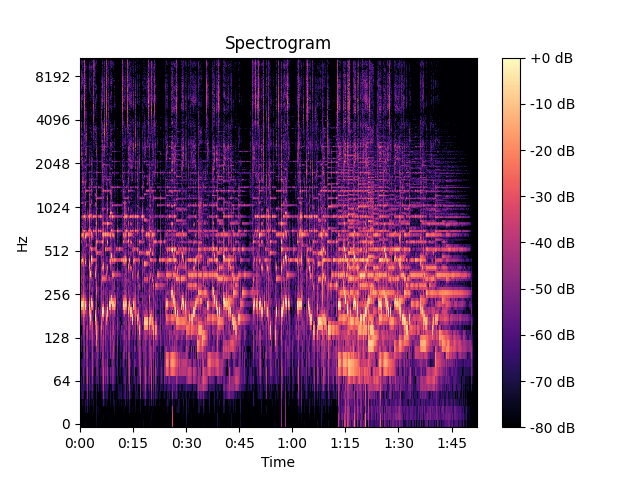 Spectrogram
Hz
8192
4096
2048
1024
512
256
128
64
0
0:00 0:15 0:30 0:45 1:00 1:15 1:30 1:45
Time
+0 dB
-10 dB
-20 dB
-30 dB
-40 dB
-50 dB
-60 dB
-70 dB
-80 dB